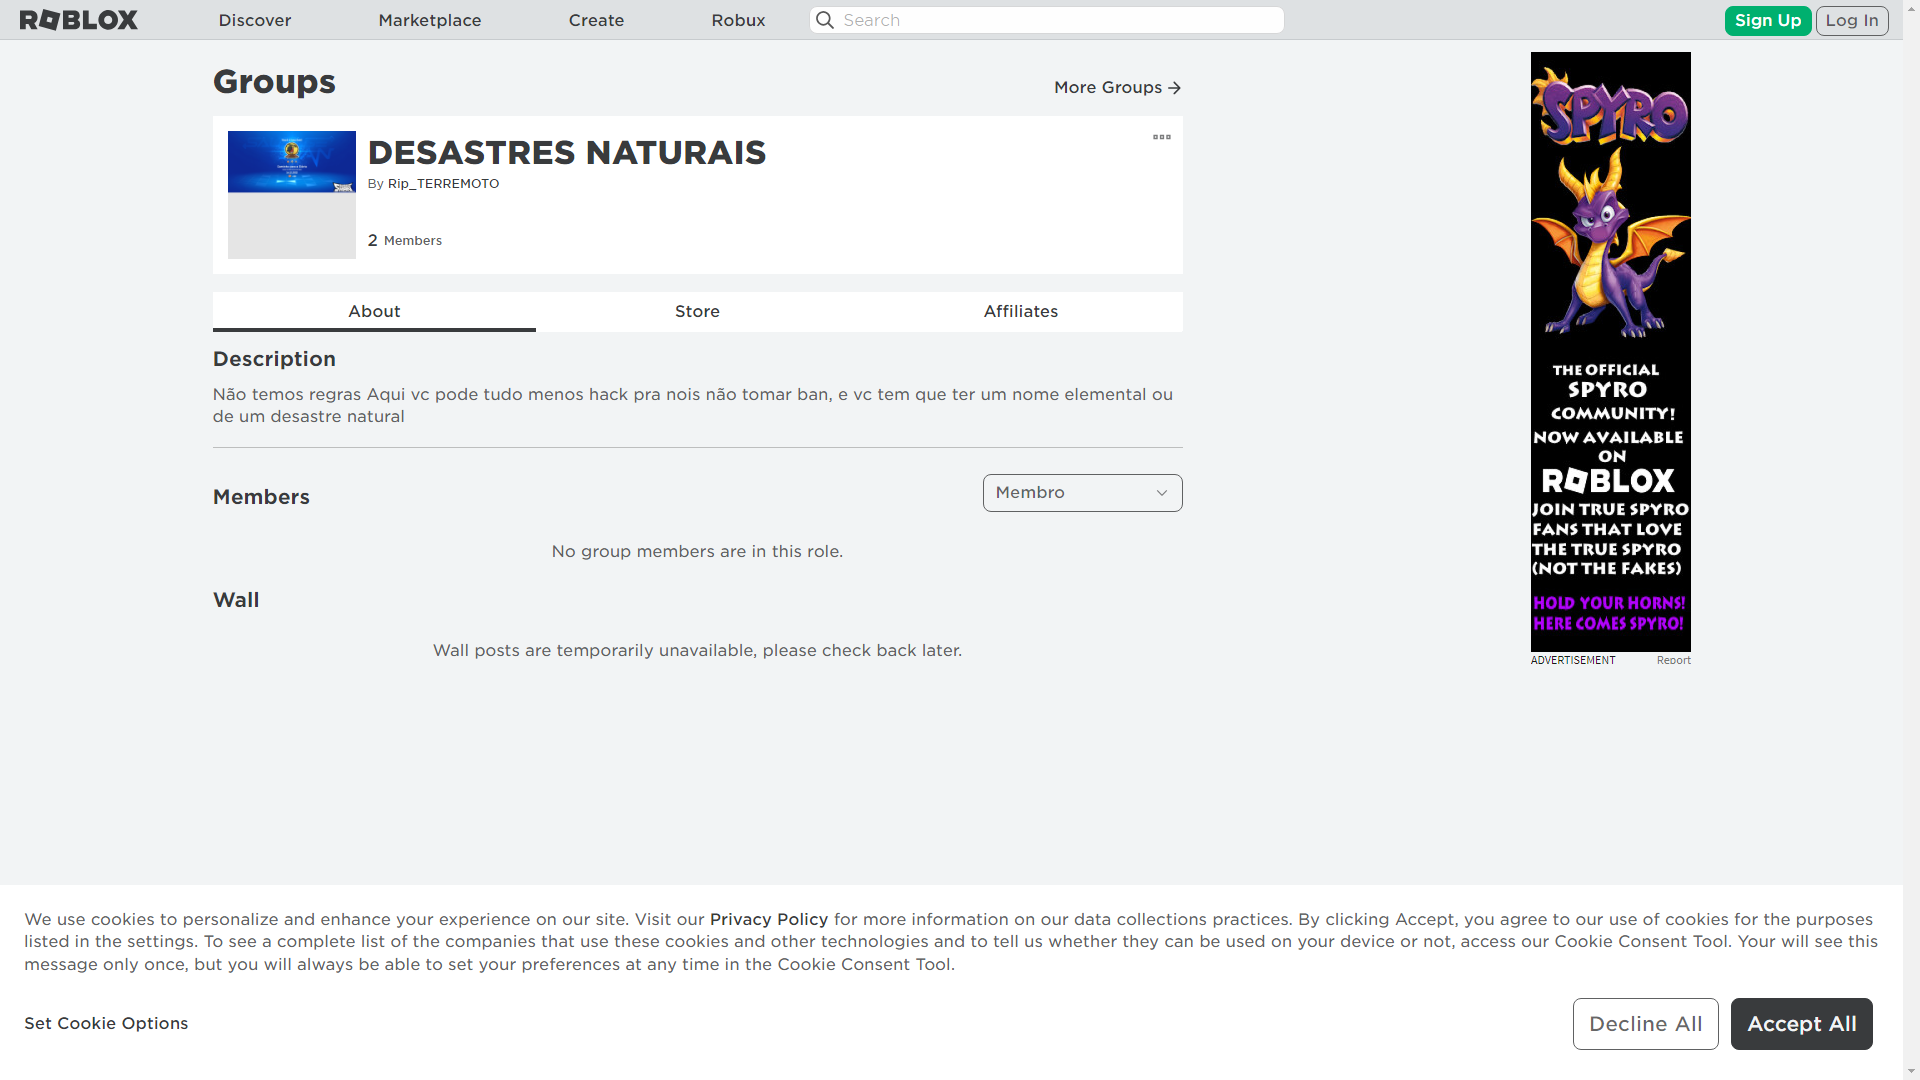 ROBLOX
Discover
Marketplace
Create
Robux
Search
Sign Up
Log In
Groups
More Groups
DESASTRES NATURAIS
By Rip_TERREMOTO
2 Members
About
Store
Affiliates
Description
Não temos regras Aqui vc pode tudo menos hack pra nois não tomar ban, e vc tem que ter um nome elemental ou
de um desastre natural
Members
Membro
No group members are in this role.
Wall
Wall posts are temporarily unavailable, please check back later.
SPYRO
THE OFFICIAL
SPYRO
COMMUNITY!
NOW AVAILABLE
ON
ROBLOX
JOIN TRUE SPYRO
FANS THAT LOVE
THE TRUE SPYRO
(NOT THE FAKES)
HOLD YOUR HORNS!
HERE COMES SPYRO!
ADVERTISEMENT
Report
We use cookies to personalize and enhance your experience on our site. Visit our Privacy Policy for more information on our data collections practices. By clicking Accept, you agree to our use of cookies for the purposes
listed in the settings. To see a complete list of the companies that use these cookies and other technologies and to tell us whether they can be used on your device or not, access our Cookie Consent Tool. Your will see this
message only once, but you will always be able to set your preferences at any time in the Cookie Consent Tool.
Set Cookie Options
Decline All
Accept All